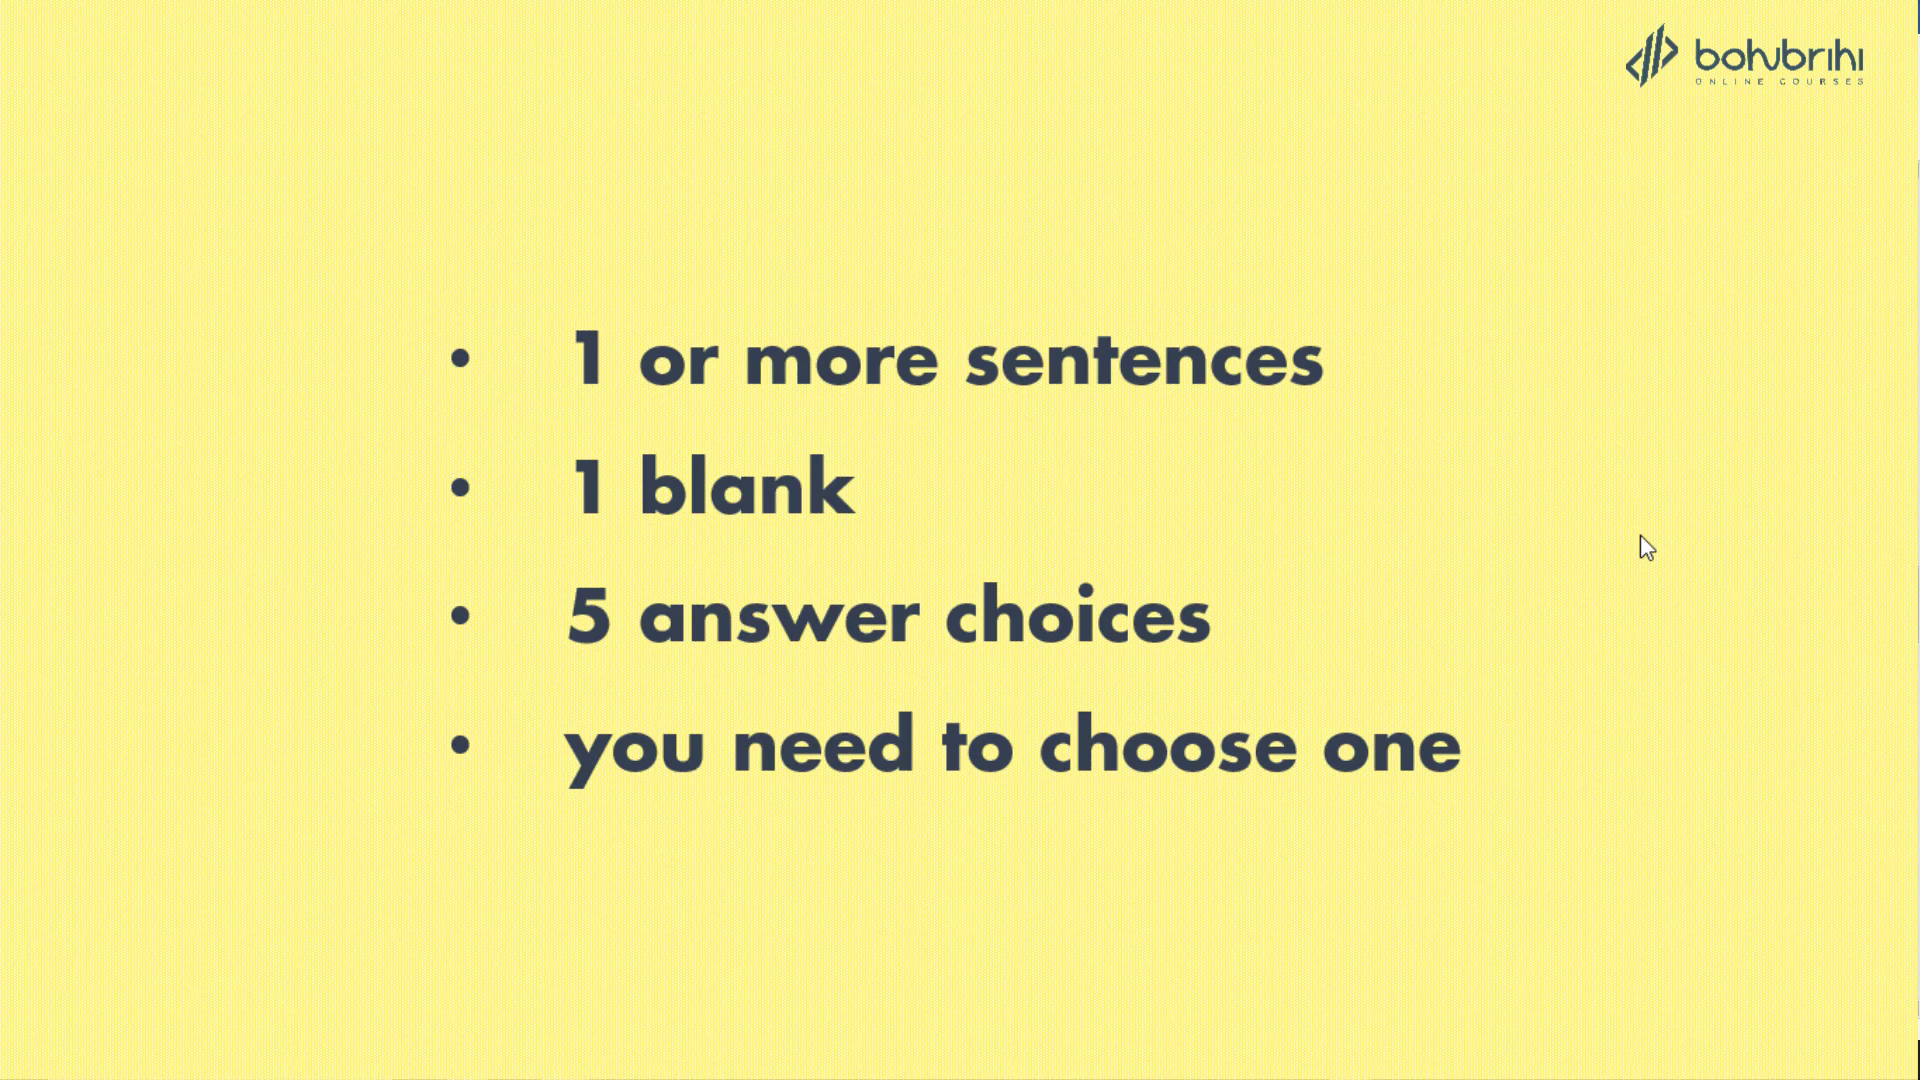 bohubrihi
ONLINE COURSES
• 1 or more sentences
• 1 blank
• 5 answer choices
• you need to choose one